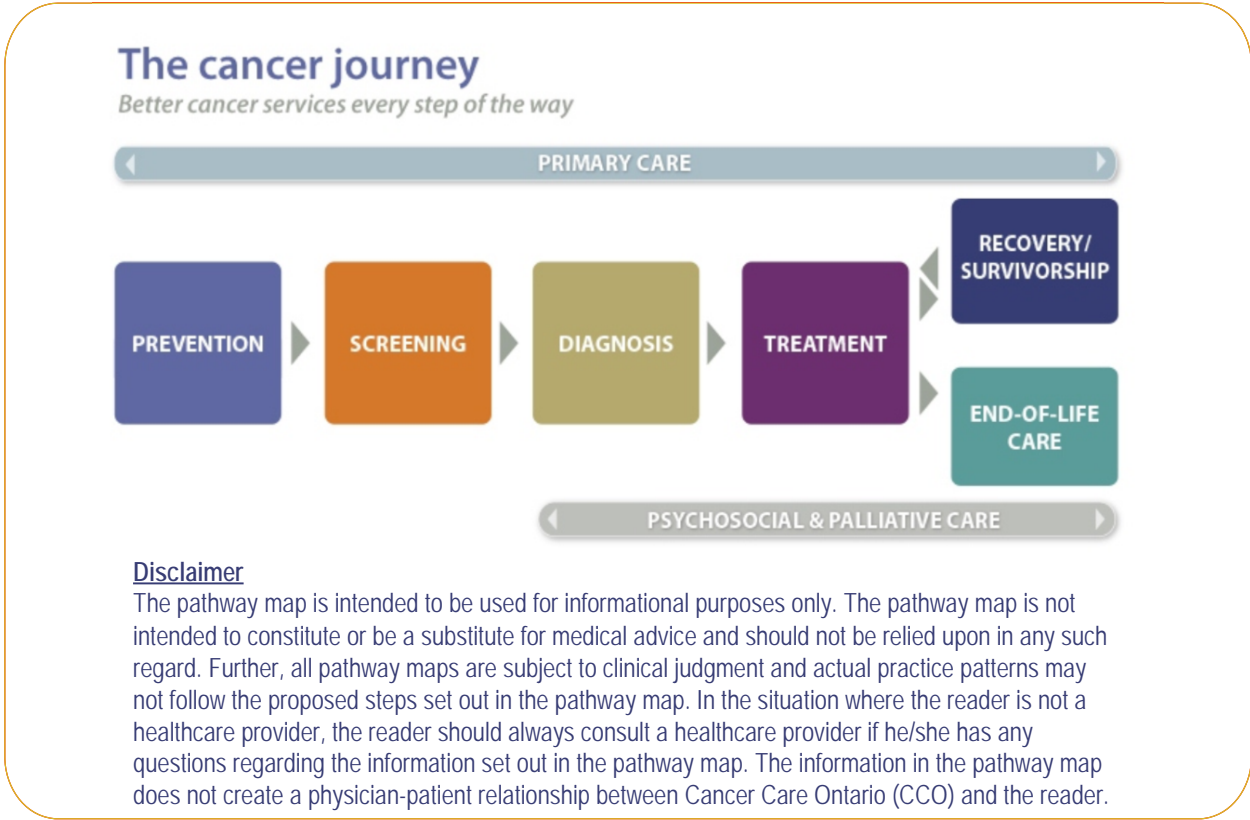 The cancer journey
Better cancer services every step of the way
PRIMARY CARE
PREVENTION
SCREENING
DIAGNOSIS
TREATMENT
RECOVERY/
SURVIVORSHIP
END-OF-LIFE
CARE
PSYCHOSOCIAL & PALLIATIVE CARE
Disclaimer
The pathway map is intended to be used for informational purposes only. The pathway map is not
intended to constitute or be a substitute for medical advice and should not be relied upon in any such
regard. Further, all pathway maps are subject to clinical judgment and actual practice patterns may
not follow the proposed steps set out in the pathway map. In the situation where the reader is not a
healthcare provider, the reader should always consult a healthcare provider if he/she has any
questions regarding the information set out in the pathway map. The information in the pathway map
does not create a physician-patient relationship between Cancer Care Ontario (CCO) and the reader.